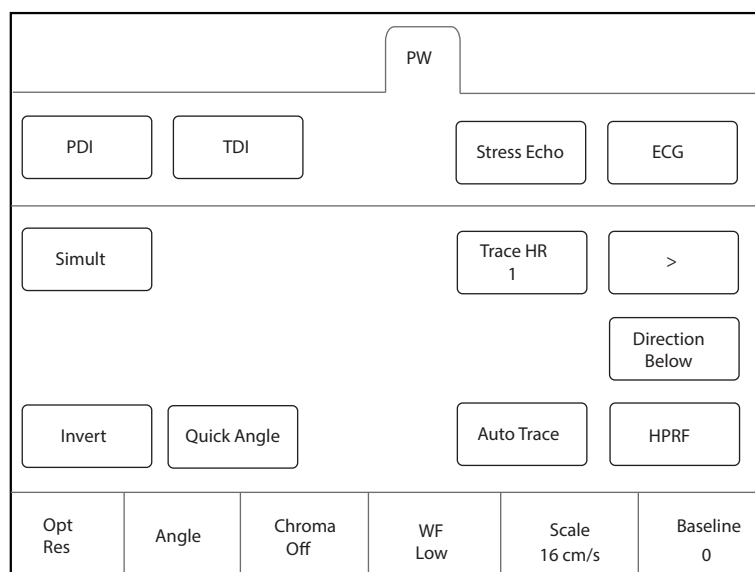 PW
PDI
TDI
Stress Echo
ECG
Simult
Trace HR
1
>
Direction
Below
Invert
Quick Angle
Auto Trace
HPRF
Opt
Res
Angle
Chroma
Off
WF
Low
Scale
16 cm/s
Baseline
0